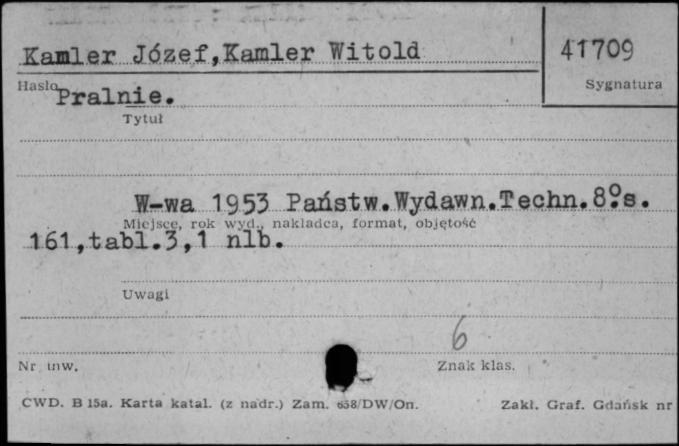 Kamler Józef,Kamler Witold
41709
Hasło
Sygnatura
Pralnie.
Tytuł
W-wa 1953 Państw.Wydawn.Techn.8º.s.
Miejsce, rok wyd., nakładca, format, objętość
161,tabl.3,1 nlb.
Uwagi
6
Nr inw.
Znak klas.
CWD. B 15a. Karta katal. (z nadr.) Zam. 658/DW/On.
Zakł. Graf. Gdańsk nr